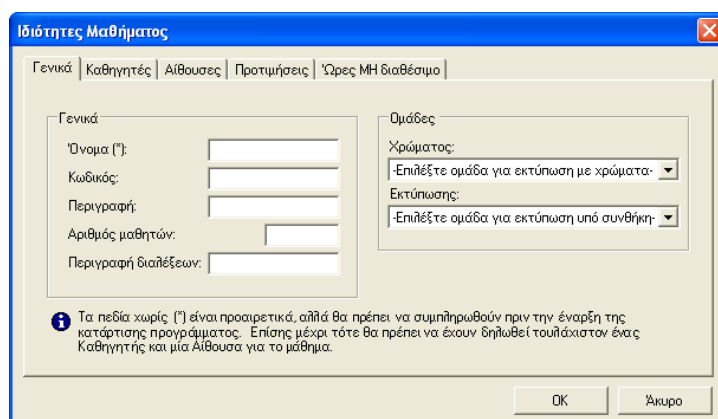 Ιδιότητες Μαθήματος
Γενικά Καθηγητές Αίθουσες Προτιμήσεις Ώρες ΜΗ διαθέσιμο
Γενικά
Όνομα (*):
Κωδικός:
Περιγραφή:
Αριθμός μαθητών:
Περιγραφή διαλέξεων:
Ομάδες
Χρώματος:
-Επιλέξτε ομάδα για εκτύπωση με χρώματα-
Εκτύπωσης:
-Επιλέξτε ομάδα για εκτύπωση υπό συνθήκη-
Τα πεδία χωρίς (*) είναι προαιρετικά, αλλά θα πρέπει να συμπληρωθούν πριν την έναρξη της
κατάρτισης προγράμματος. Επίσης μέχρι τότε θα πρέπει να έχουν δηλωθεί τουλάχιστον ένας
Καθηγητής και μία Αίθουσα για το μάθημα.
OK Άκυρο